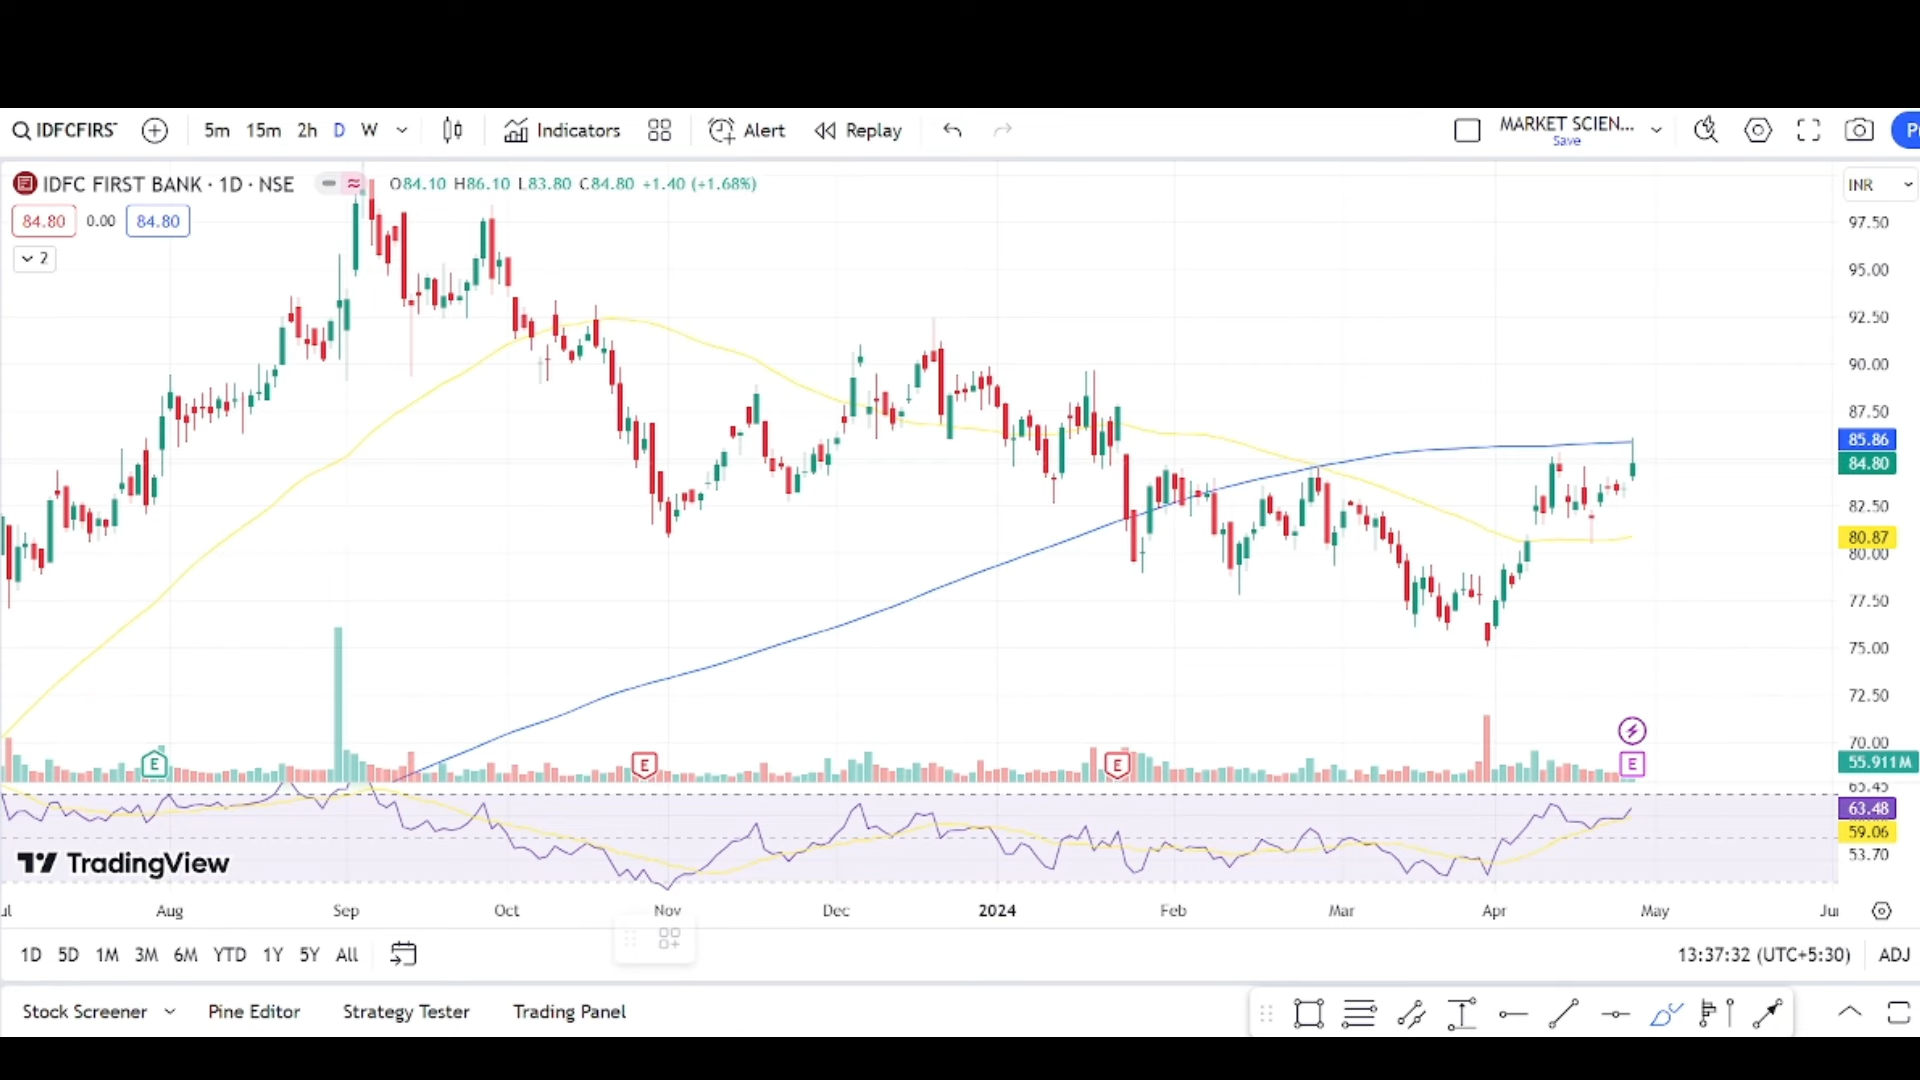 IDFCFIRS
5m 15m 2h D W Indicators Alert Replay
MARKET SCIEN...
Save
IDFC FIRST BANK · 1D · NSE
O84.10 H86.10 L83.80 C84.80 +1.40 (+1.68%)
INR
84.80 0.00 84.80
2
97.50
95.00
92.50
90.00
87.50
85.86
84.80
82.50
80.87
80.00
77.50
75.00
72.50
70.00
E E E E
55.911M
63.48
59.06
53.70
TradingView
Aug Sep Oct Nov Dec 2024 Feb Mar Apr May
1D 5D 1M 3M 6M YTD 1Y 5Y All
13:37:32 (UTC+5:30) ADJ
Stock Screener Pine Editor Strategy Tester Trading Panel